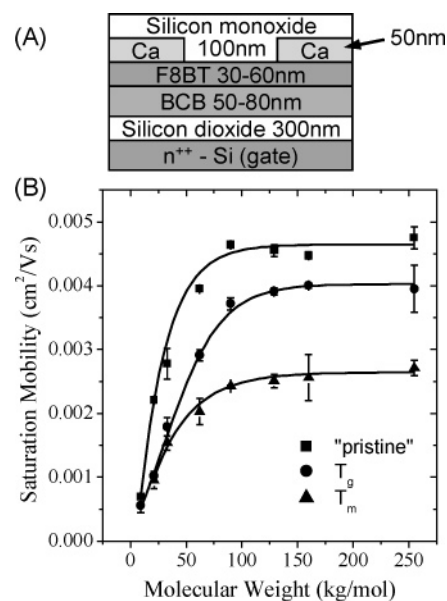 (A)
Silicon monoxide
Ca 100nm Ca
50nm
F8BT 30-60nm
BCB 50-80nm
Silicon dioxide 300nm
n++ - Si (gate)
(B)
Saturation Mobility (cm²/Vs)
0.005
0.004
0.003
0.002
0.001
0.000
"pristine"
Tg
Tm
0 50 100 150 200 250
Molecular Weight (kg/mol)